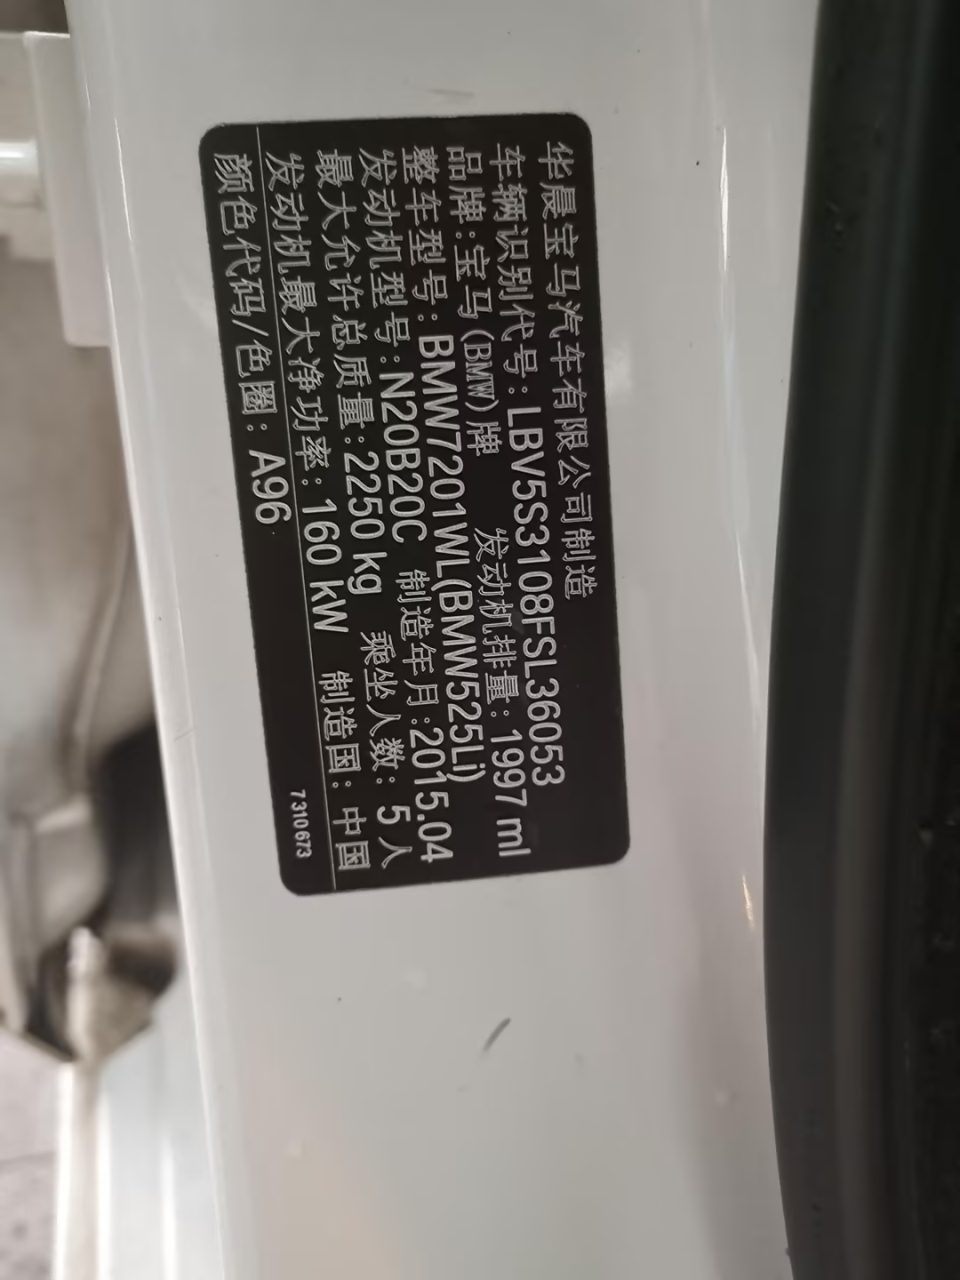 华晨宝马汽车有限公司制造
车辆识别代号：LBV5S3108FSL36053
品牌：宝马(BMW)牌 发动机排量：1997 ml
整车型号：BMW7201WL(BMW525Li)
发动机型号：N20B20C 制造年月：2015.04
最大允许总质量：2250 kg 乘坐人数：5人
发动机最大净功率：160 kW 制造国：中国
颜色代码/色圈：A96
7 310 673